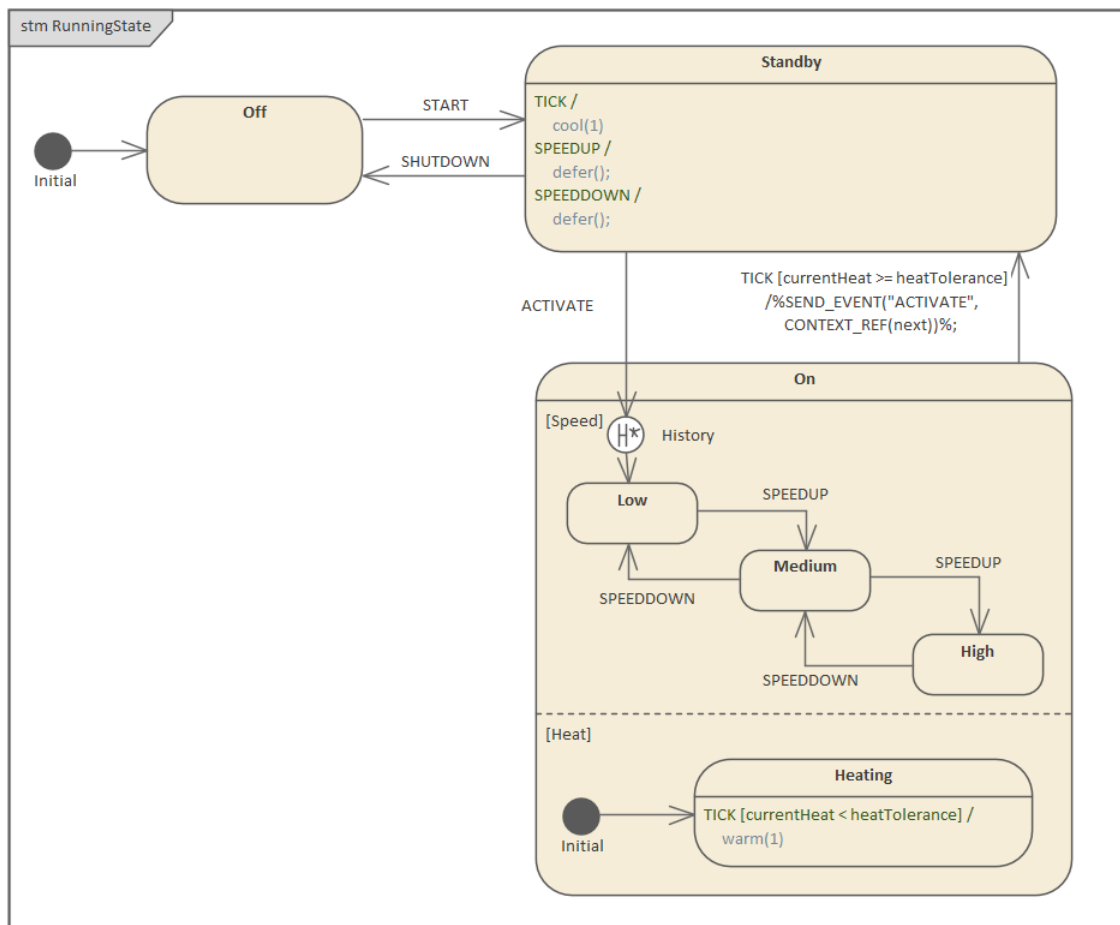 stm RunningState
Standby
Off
START
TICK /
cool(1)
SPEEDUP /
defer();
SPEEDDOWN /
defer();
SHUTDOWN
Initial
ACTIVATE
TICK [currentHeat >= heatTolerance]
/%SEND_EVENT("ACTIVATE",
CONTEXT_REF(next))%;
On
[Speed]
H*
History
Low
SPEEDUP
Medium
SPEEDUP
SPEEDDOWN
High
SPEEDDOWN
[Heat]
Heating
TICK [currentHeat < heatTolerance] /
warm(1)
Initial